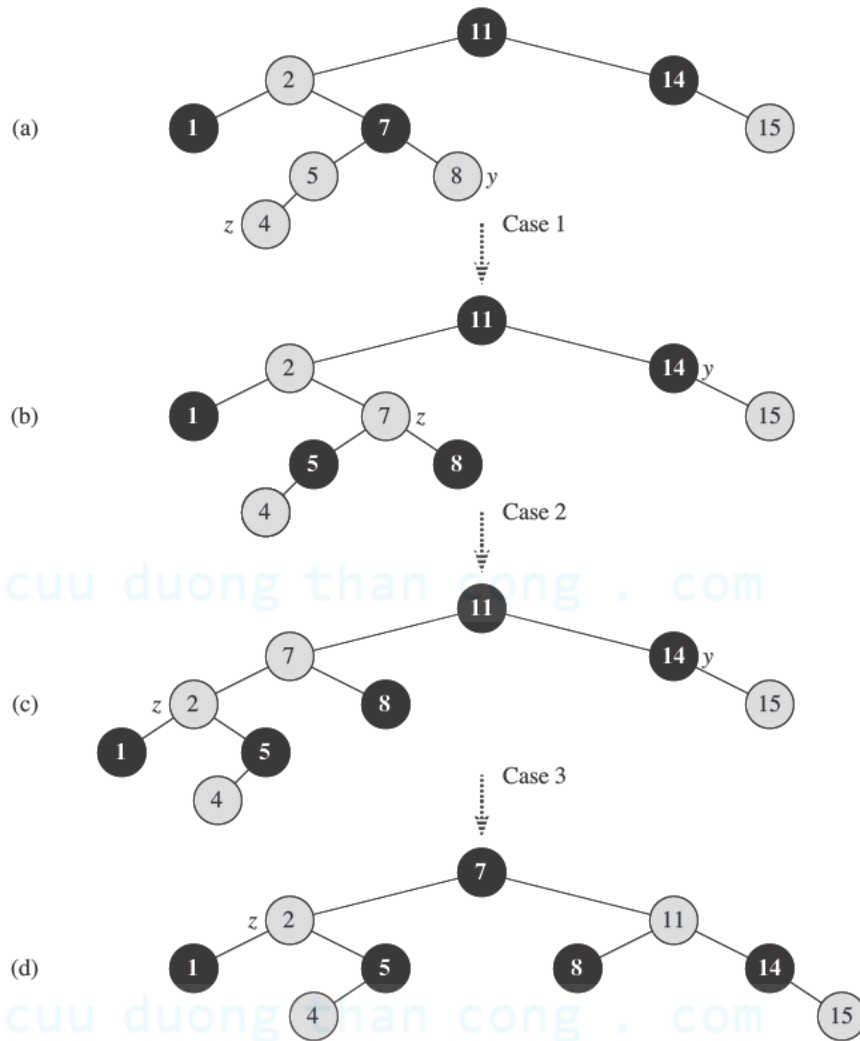 11
2 14
(a) 1 7 15
5 8 y
z 4
Case 1
11
2 14 y
(b) 1 7 z 15
5 8
4
Case 2
cuu duong than cong . com
11
7 14 y
(c) z 2 8 15
1 5
4
Case 3
7
z 2 11
(d) 1 5 8 14
4 15
cuu duong than cong . com